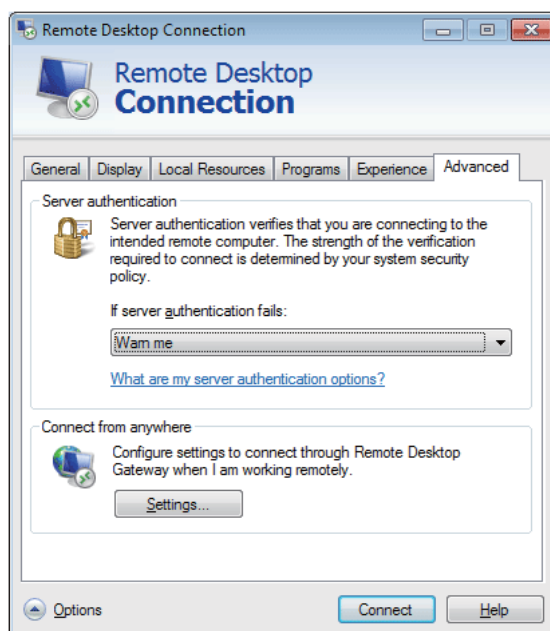 Remote Desktop Connection
Remote Desktop
Connection
General Display Local Resources Programs Experience Advanced
Server authentication
Server authentication verifies that you are connecting to the
intended remote computer. The strength of the verification
required to connect is determined by your system security
policy.
If server authentication fails:
Warn me
What are my server authentication options?
Connect from anywhere
Configure settings to connect through Remote Desktop
Gateway when I am working remotely.
Settings...
Options Connect Help